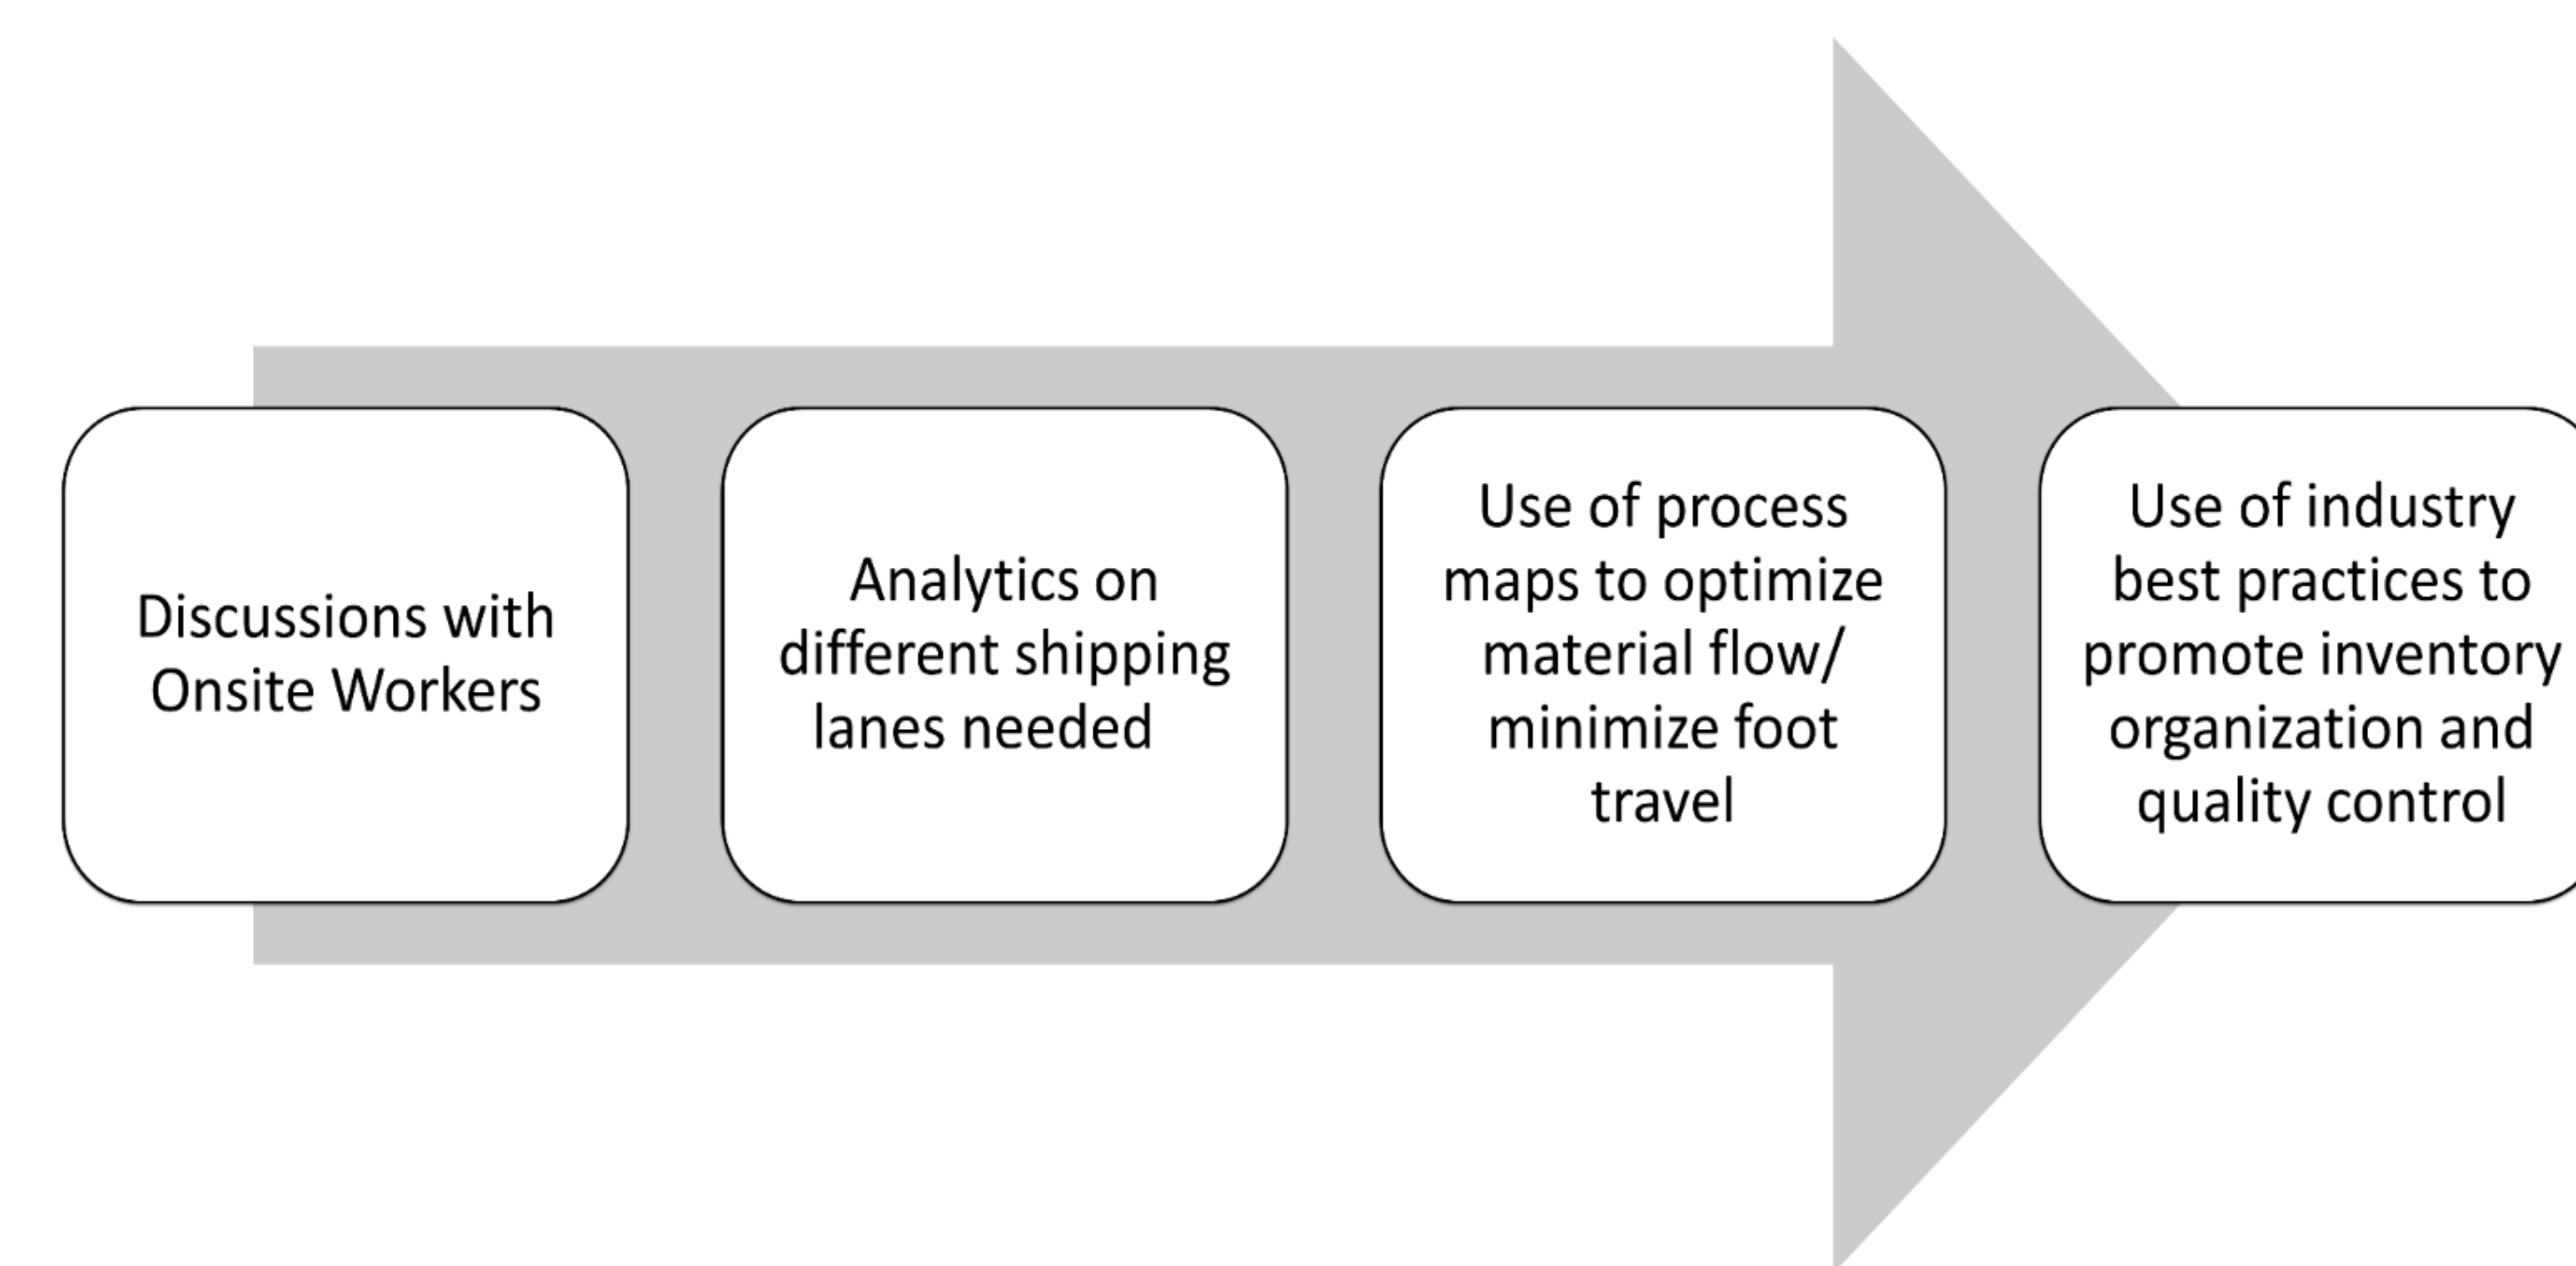 Discussions with
Onsite Workers
Analytics on
different shipping
lanes needed
Use of process
maps to optimize
material flow/
minimize foot
travel
Use of industry
best practices to
promote inventory
organization and
quality control